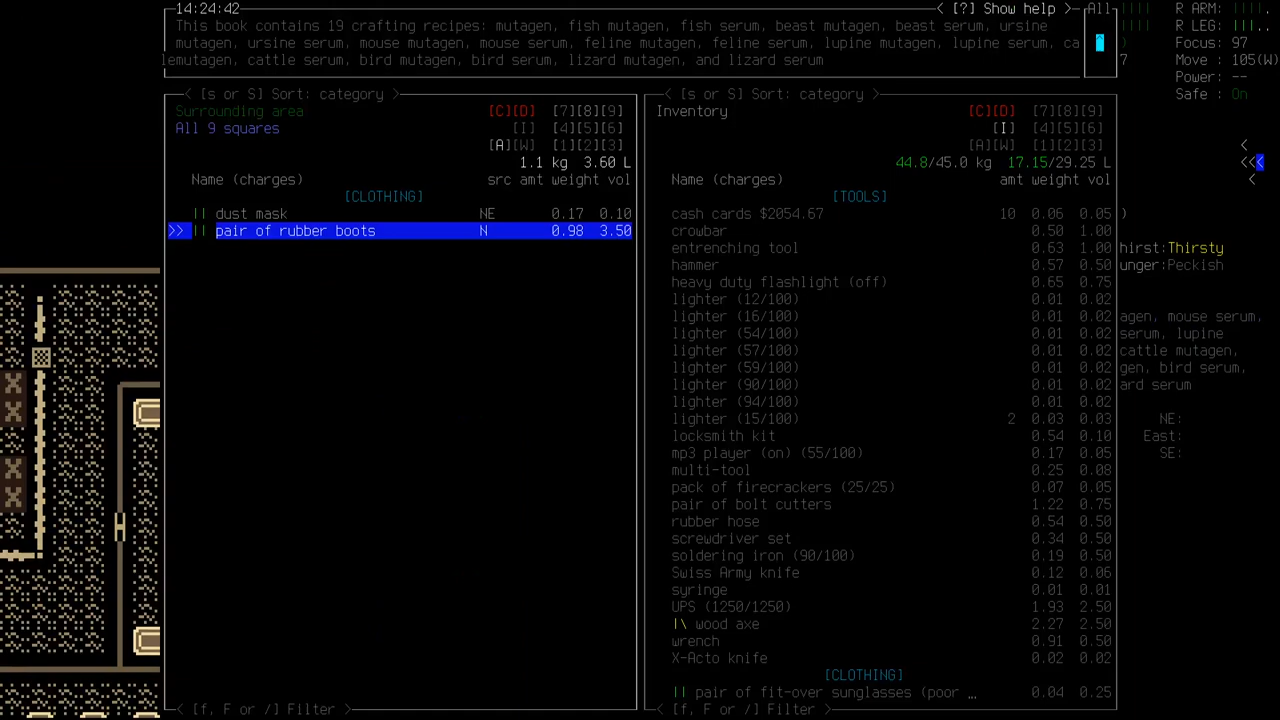 14:24:42
< [?] Show help >
All
This book contains 19 crafting recipes: mutagen, fish mutagen, fish serum, beast mutagen, beast serum, ursine
mutagen, ursine serum, mouse mutagen, mouse serum, feline mutagen, feline serum, lupine mutagen, lupine serum, ca
lemutagen, cattle serum, bird mutagen, bird serum, lizard mutagen, and lizard serum
R ARM: ||||.
R LEG: |||..
Focus: 97
Move : 105(W)
Power: --
Safe : On
)
7
< [s or S] Sort: category >
Surrounding area
[C][D] [7][8][9]
All 9 squares
[I] [4][5][6]
[A][W] [1][2][3]
1.1 kg 3.60 L
Name (charges) src amt weight vol
[CLOTHING]
|| dust mask NE 0.17 0.10
>> || pair of rubber boots N 0.98 3.50
< [f, F or /] Filter >
< [s or S] Sort: category >
Inventory
[C][D] [7][8][9]
[I] [4][5][6]
[A][W] [1][2][3]
44.8/45.0 kg 17.15/29.25 L
Name (charges) amt weight vol
[TOOLS]
cash cards $2054.67 10 0.06 0.05
crowbar 0.50 1.00
entrenching tool 0.63 1.00
hammer 0.57 0.50
heavy duty flashlight (off) 0.65 0.75
lighter (12/100) 0.01 0.02
lighter (16/100) 0.01 0.02
lighter (54/100) 0.01 0.02
lighter (57/100) 0.01 0.02
lighter (59/100) 0.01 0.02
lighter (90/100) 0.01 0.02
lighter (94/100) 0.01 0.02
lighter (15/100) 2 0.03 0.03
locksmith kit 0.54 0.10
mp3 player (on) (55/100) 0.17 0.05
multi-tool 0.25 0.08
pack of firecrackers (25/25) 0.07 0.05
pair of bolt cutters 1.22 0.75
rubber hose 0.54 0.50
screwdriver set 0.34 0.50
soldering iron (90/100) 0.19 0.50
Swiss Army knife 0.12 0.06
syringe 0.01 0.01
UPS (1250/1250) 1.93 2.50
|\ wood axe 2.27 2.50
wrench 0.91 0.50
X-Acto knife 0.02 0.02
[CLOTHING]
|| pair of fit-over sunglasses (poor … 0.04 0.25
< [f, F or /] Filter >
<
<<<
<
)
hirst:Thirsty
unger:Peckish
agen, mouse serum,
serum, lupine
cattle mutagen,
gen, bird serum,
ard serum
NE:
East:
SE: